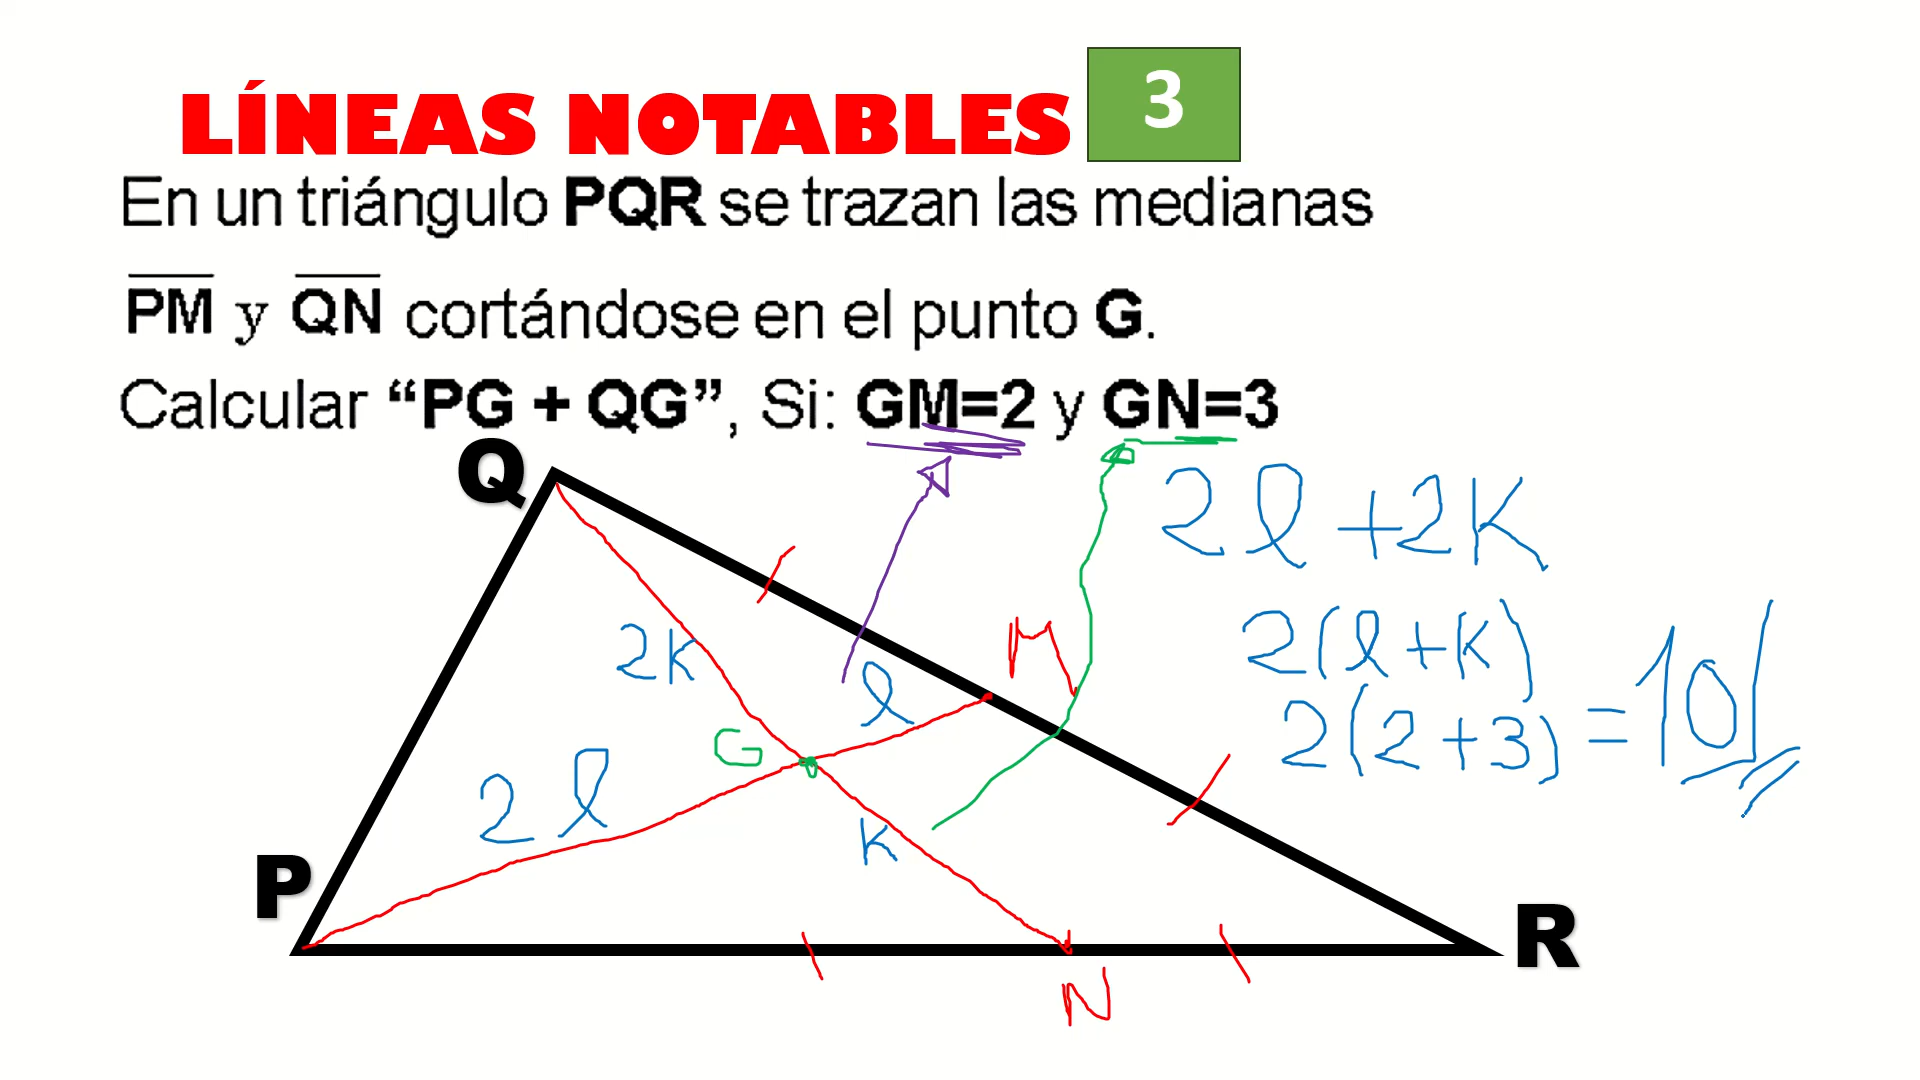 LÍNEAS NOTABLES 3
En un triángulo PQR se trazan las medianas
PM y QN cortándose en el punto G.
Calcular “PG + QG”, Si: GM=2 y GN=3
Q
2ℓ+2K
2K
ℓ
M
2(ℓ+K)
G
2(2+3)=10
2ℓ
K
P
R
N